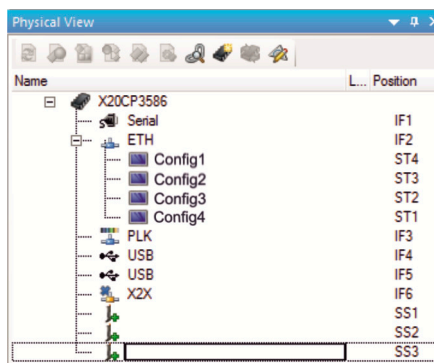 Physical View
Name L... Position
X20CP3586
Serial IF1
ETH IF2
Config1 ST4
Config2 ST3
Config3 ST2
Config4 ST1
PLK IF3
USB IF4
USB IF5
X2X IF6
SS1
SS2
SS3